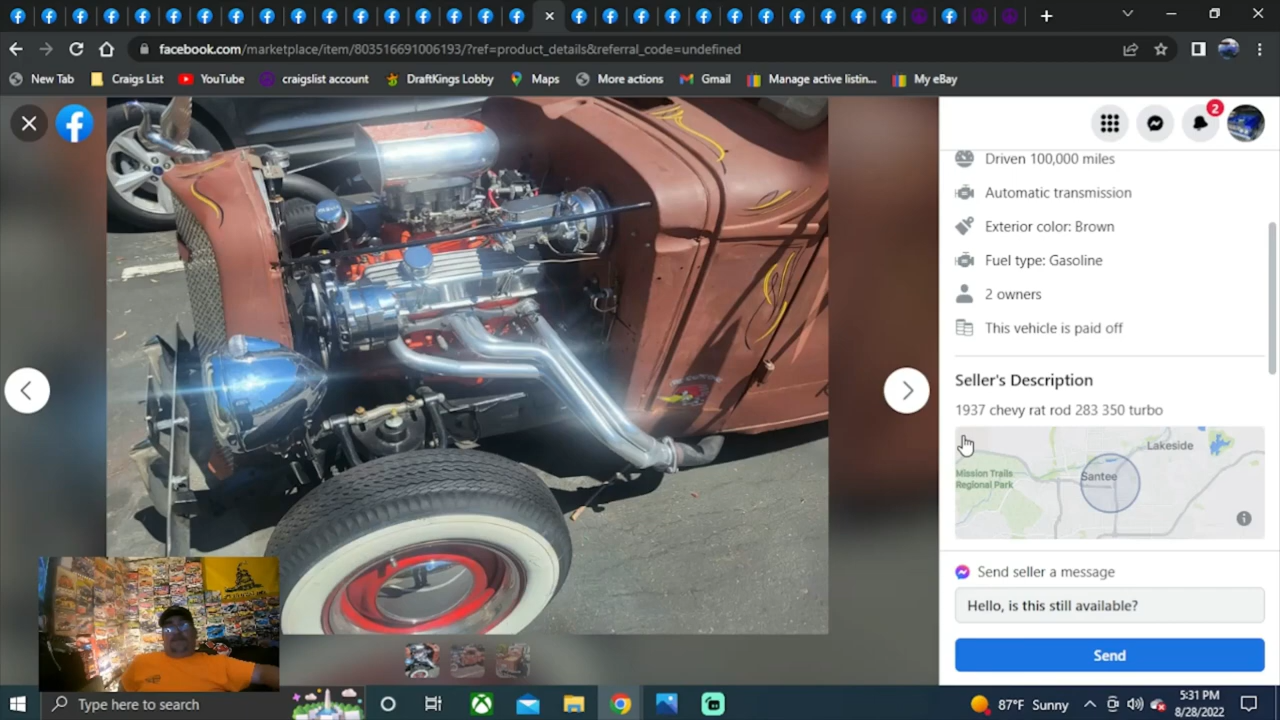 facebook.com/marketplace/item/803516691006193/?ref=product_details&referral_code=undefined
New Tab
Craigs List
YouTube
craigslist account
DraftKings Lobby
Maps
More actions
Gmail
Manage active listin...
My eBay
2
Driven 100,000 miles
Automatic transmission
Exterior color: Brown
Fuel type: Gasoline
2 owners
This vehicle is paid off
Seller's Description
1937 chevy rat rod 283 350 turbo
Lakeside
Mission Trails
Regional Park
Santee
Send seller a message
Hello, is this still available?
Send
Type here to search
87°F Sunny
5:31 PM
8/28/2022